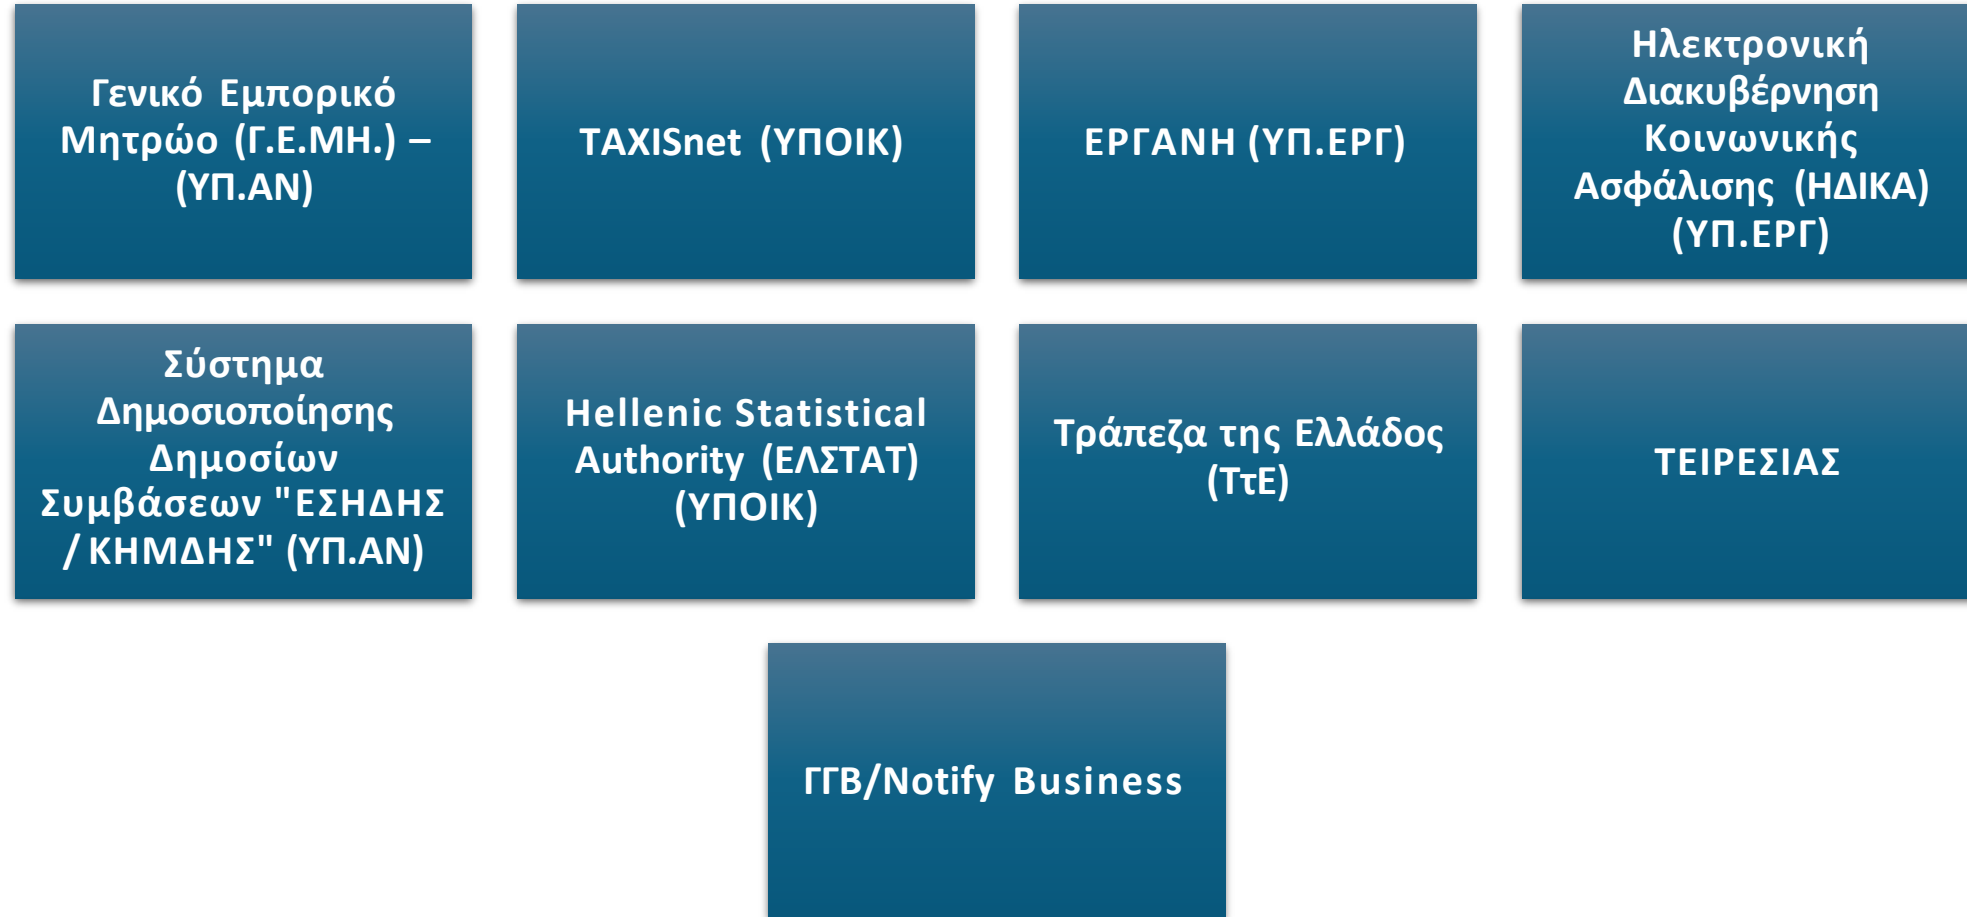 Γενικό Εμπορικό
Μητρώο (Γ.Ε.ΜΗ.) –
(ΥΠ.ΑΝ)
TAXISnet (ΥΠΟΙΚ)
ΕΡΓΑΝΗ (ΥΠ.ΕΡΓ)
Ηλεκτρονική
Διακυβέρνηση
Κοινωνικής
Ασφάλισης (ΗΔΙΚΑ)
(ΥΠ.ΕΡΓ)
Σύστημα
Δημοσιοποίησης
Δημοσίων
Συμβάσεων "ΕΣΗΔΗΣ
/ ΚΗΜΔΗΣ" (ΥΠ.ΑΝ)
Hellenic Statistical
Authority (ΕΛΣΤΑΤ)
(ΥΠΟΙΚ)
Τράπεζα της Ελλάδος
(ΤτΕ)
ΤΕΙΡΕΣΙΑΣ
ΓΓΒ/Notify Business